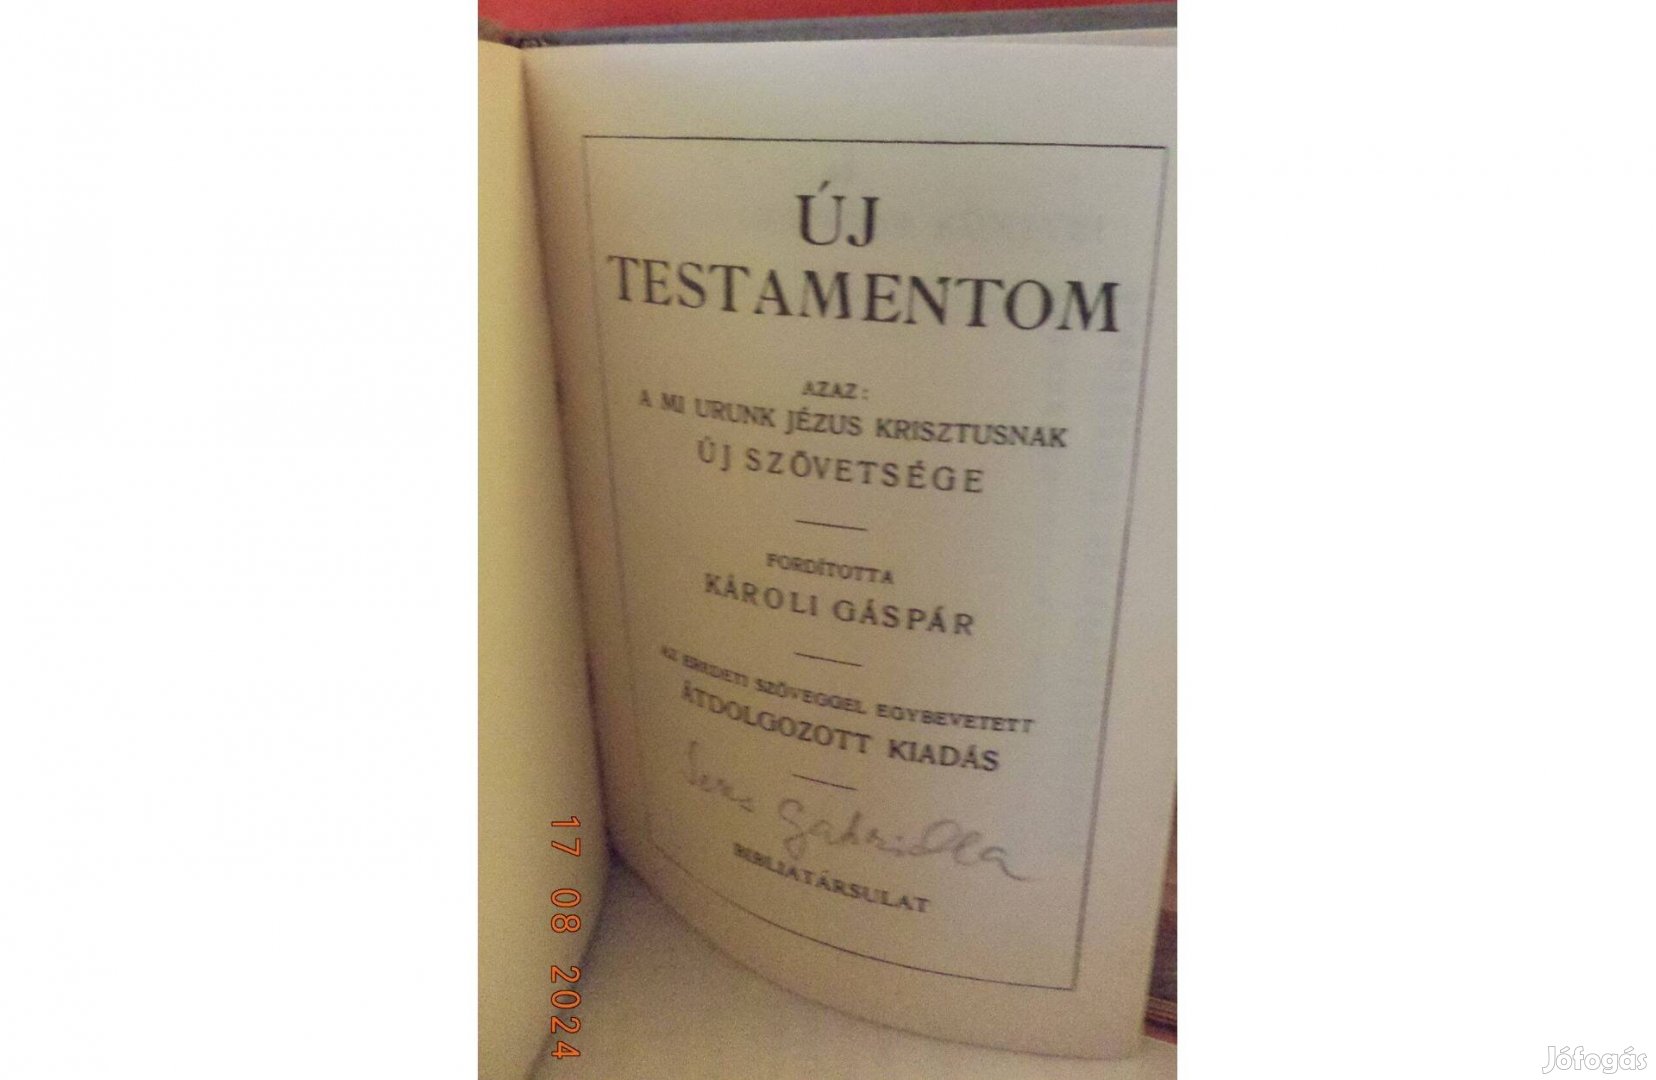 ÚJ
TESTAMENTOM
AZAZ:
A MI URUNK JÉZUS KRISZTUSNAK
ÚJ SZÖVETSÉGE
FORDÍTOTTA
KÁROLI GÁSPÁR
AZ EREDETI SZÖVEGGEL EGYBEVETETT
ÁTDOLGOZOTT KIADÁS
Gabriella
BIBLIATÁRSULAT
17 08 2024
Jófogás